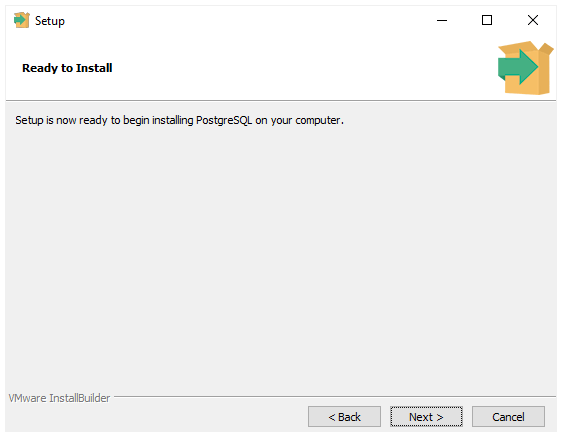 Setup
Ready to Install
Setup is now ready to begin installing PostgreSQL on your computer.
VMware InstallBuilder
< Back
Next >
Cancel